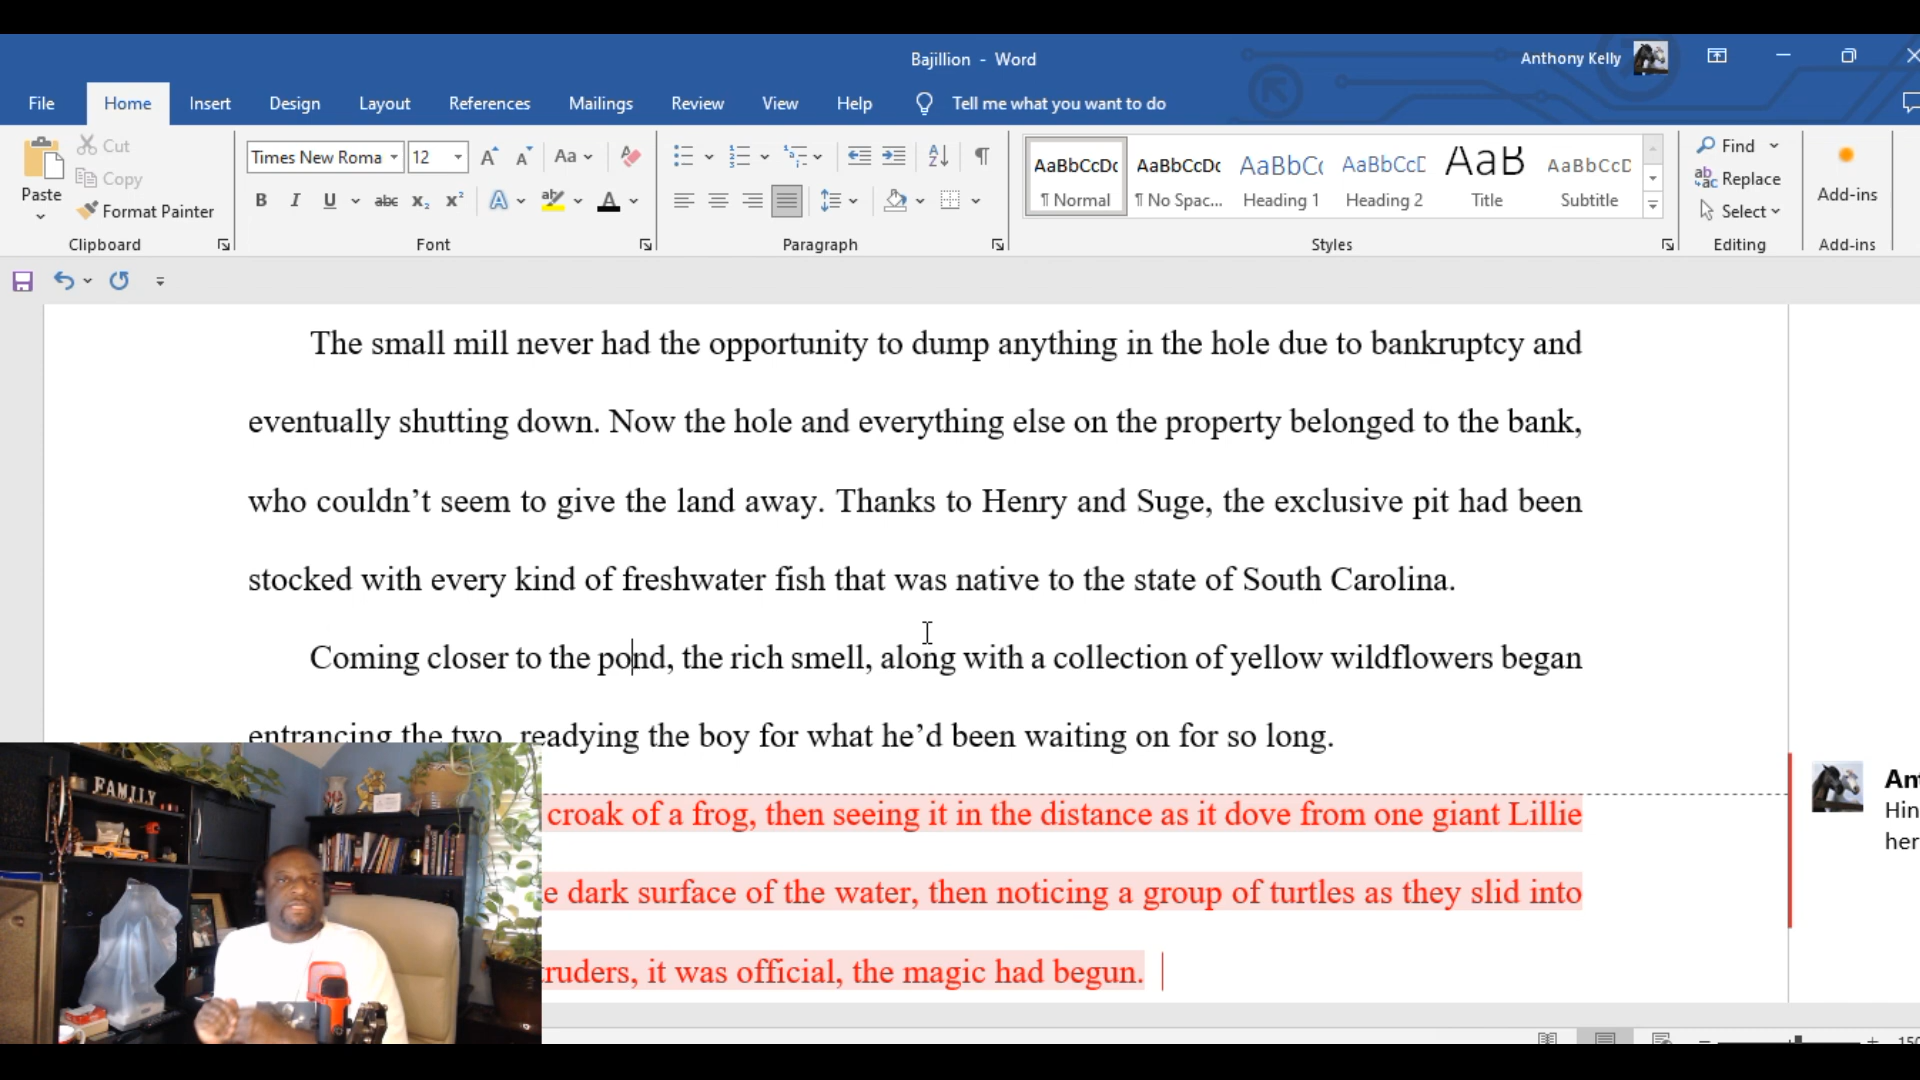 Bajillion - Word
Anthony Kelly
File Home Insert Design Layout References Mailings Review View Help Tell me what you want to do
Paste
Cut
Copy
Format Painter
Clipboard
Times New Roma 12
Font
Paragraph
AaBbCcDc AaBbCcDc AaBbC AaBbCcD AaB AaBbCcD
¶ Normal ¶ No Spac... Heading 1 Heading 2 Title Subtitle
Styles
Find
Replace
Select
Editing
Add-ins
Add-ins
The small mill never had the opportunity to dump anything in the hole due to bankruptcy and
eventually shutting down. Now the hole and everything else on the property belonged to the bank,
who couldn’t seem to give the land away. Thanks to Henry and Suge, the exclusive pit had been
stocked with every kind of freshwater fish that was native to the state of South Carolina.
Coming closer to the pond, the rich smell, along with a collection of yellow wildflowers began
entrancing the two, readying the boy for what he’d been waiting on for so long.
croak of a frog, then seeing it in the distance as it dove from one giant Lillie
e dark surface of the water, then noticing a group of turtles as they slid into
truders, it was official, the magic had begun.
An
Hin
her
FAMILY